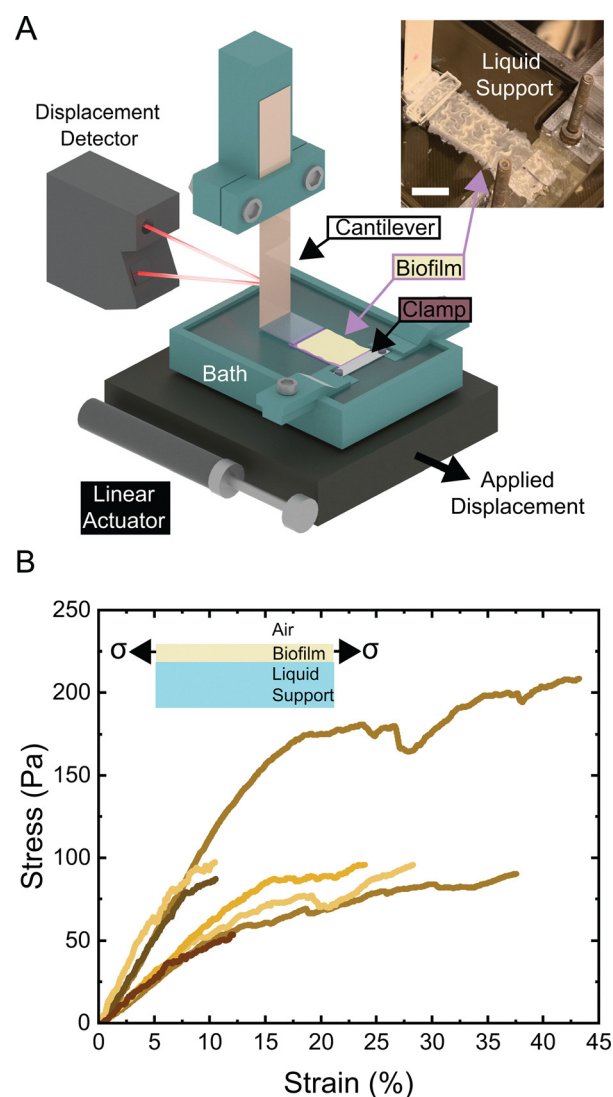 A
Displacement
Detector
Liquid
Support
Cantilever
Biofilm
Clamp
Bath
Linear
Actuator
Applied
Displacement
B
250
200
150
100
50
0
Stress (Pa)
Air
σ
Biofilm
σ
Liquid
Support
0
5
10
15
20
25
30
35
40
45
Strain (%)